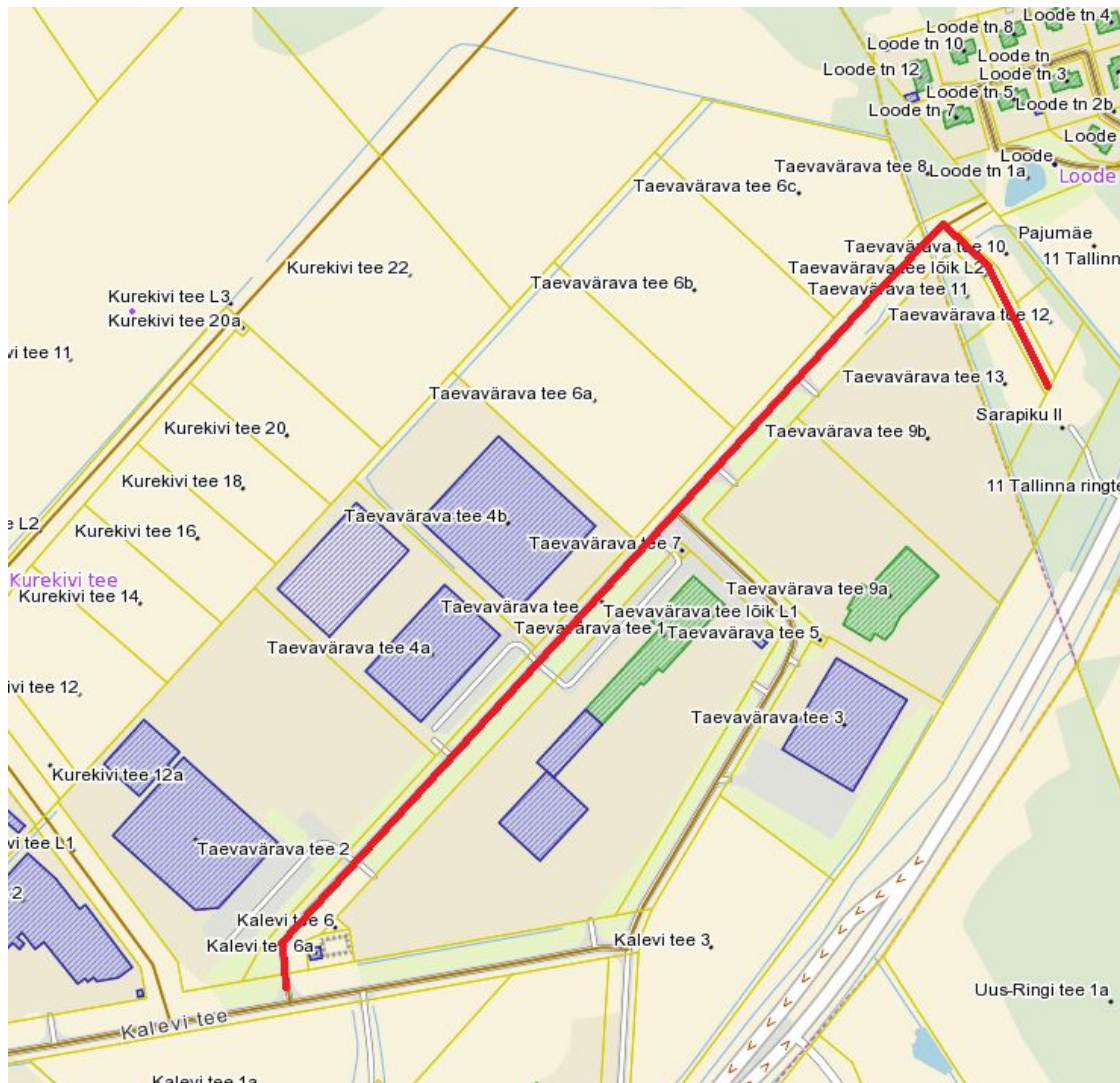 Loode tn 4
Loode tn 8
Loode tn 10
Loode tn
Loode tn 3
Loode tn 12
Loode tn 5
Loode tn 2b
Loode tn 7
Loode
Loode
Taevavärava tee 8
Loode tn 1a
Loode
Taevavärava tee 6c
Pajumäe
Taevavärava tee 10
11 Tallinn
Kurekivi tee 22
Taevavärava tee lõik L2
Taevavärava tee 6b
Taevavärava tee 11
Kurekivi tee L3
Kurekivi tee 20a
Taevavärava tee 12
vi tee 11
Taevavärava tee 13
Taevavärava tee 6a
Sarapiku II
Kurekivi tee 20
Taevavärava tee 9b
Kurekivi tee 18
11 Tallinna ringte
Taevavärava tee 4b
e L2
Kurekivi tee 16
Taevavärava tee 7
Kurekivi tee
Kurekivi tee 14
Taevavärava tee 9a
Taevavärava tee
Taevavärava tee lõik L1
Taevavärava tee 1
Taevavärava tee 5
Taevavärava tee 4a
ivi tee 12
Taevavärava tee 3
Kurekivi tee 12a
vi tee L1
Taevavärava tee 2
2
Kalevi tee 6
Kalevi tee 6a
Kalevi tee 3
Uus-Ringi tee 1a
Kalevi tee
Kalevi tee 1a